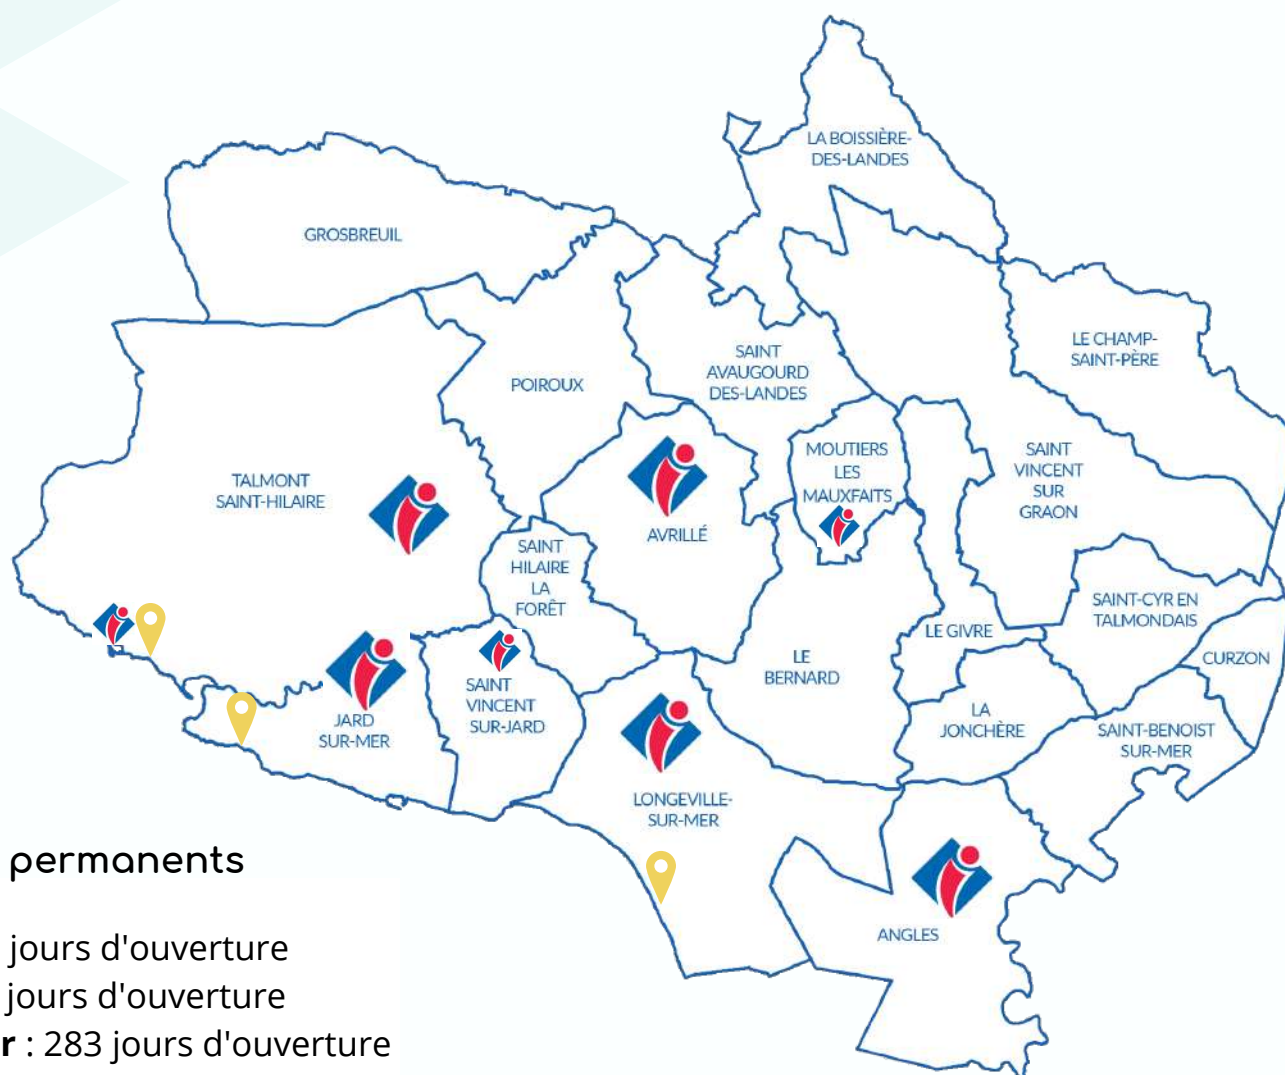 LA BOISSIÈRE-
DES-LANDES
GROSBREUIL
LE CHAMP-
SAINT-PÈRE
SAINT
AVAUGOURD
DES-LANDES
POIROUX
MOUTIERS
LES
MAUXFAITS
SAINT
VINCENT
SUR
GRAON
TALMONT
SAINT-HILAIRE
AVRILLÉ
SAINT
HILAIRE
LA
FORÊT
SAINT-CYR EN
TALMONDAIS
LE GIVRE
CURZON
LE
BERNARD
SAINT
VINCENT
SUR-JARD
JARD
SUR-MER
LA
JONCHÈRE
SAINT-BENOIST
SUR-MER
LONGEVILLE-
SUR-MER
ANGLES
permanents
jours d'ouverture
jours d'ouverture
r : 283 jours d'ouverture